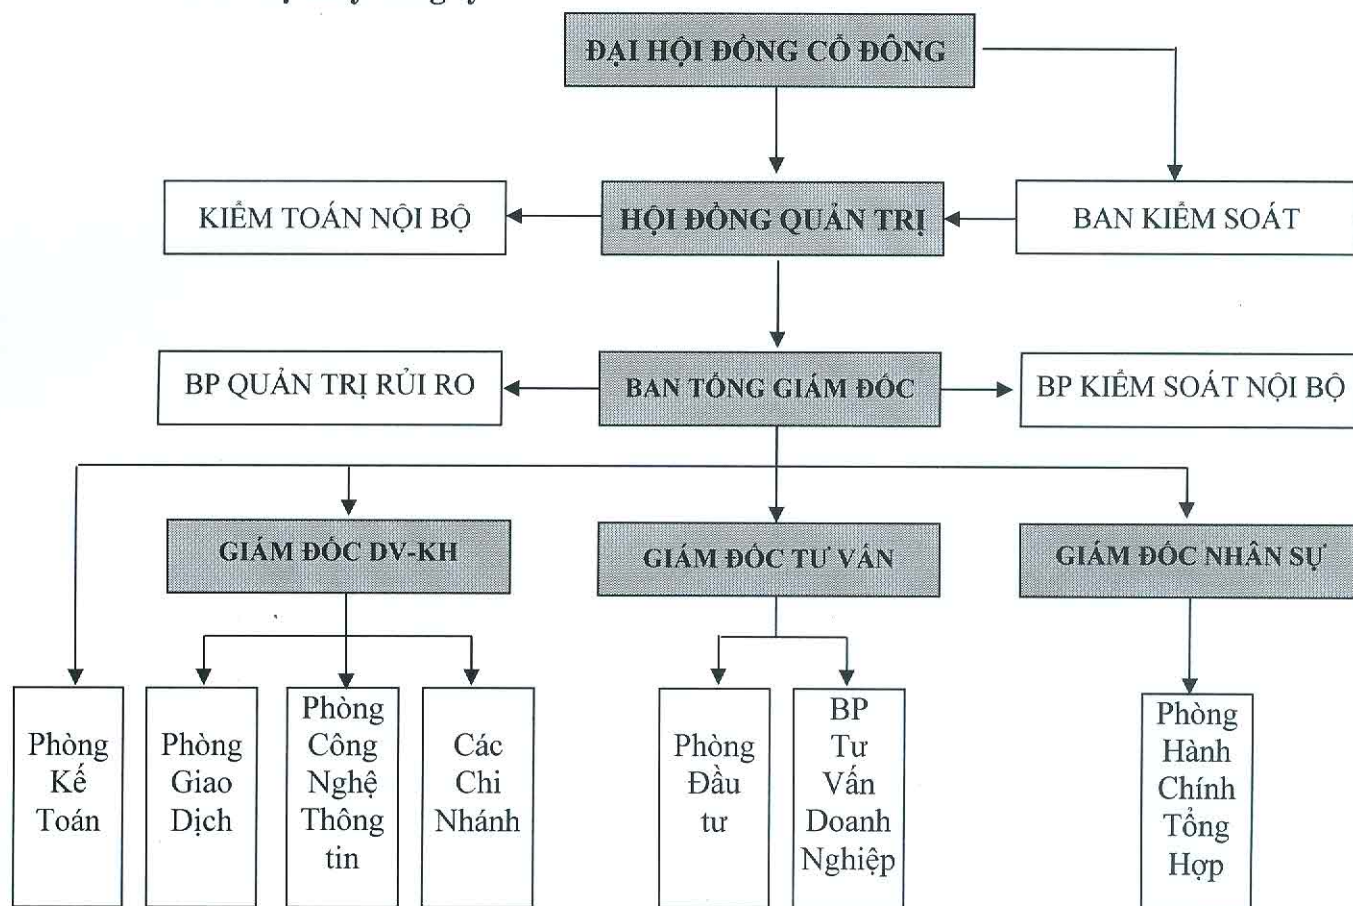 ĐẠI HỘI ĐỒNG CỔ ĐÔNG
KIỂM TOÁN NỘI BỘ
HỘI ĐỒNG QUẢN TRỊ
BAN KIỂM SOÁT
BP QUẢN TRỊ RỦI RO
BAN TỔNG GIÁM ĐỐC
BP KIỂM SOÁT NỘI BỘ
GIÁM ĐỐC DV-KH
GIÁM ĐỐC TƯ VẤN
GIÁM ĐỐC NHÂN SỰ
Phòng
Kế
Toán
Phòng
Giao
Dịch
Phòng
Công
Nghệ
Thông
tin
Các
Chi
Nhánh
Phòng
Đầu
tư
BP
Tư
Vấn
Doanh
Nghiệp
Phòng
Hành
Chính
Tổng
Hợp